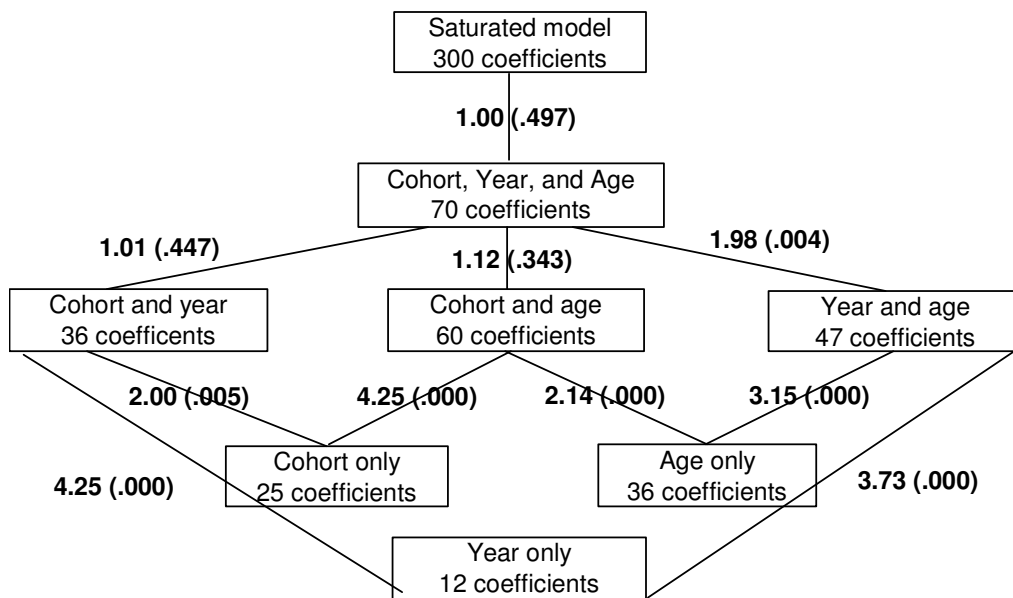 Saturated model
300 coefficients
1.00 (.497)
Cohort, Year, and Age
70 coefficients
1.01 (.447)
1.12 (.343)
1.98 (.004)
Cohort and year
36 coefficents
Cohort and age
60 coefficients
Year and age
47 coefficients
2.00 (.005)
4.25 (.000)
2.14 (.000)
3.15 (.000)
Cohort only
25 coefficients
Age only
36 coefficients
4.25 (.000)
3.73 (.000)
Year only
12 coefficients